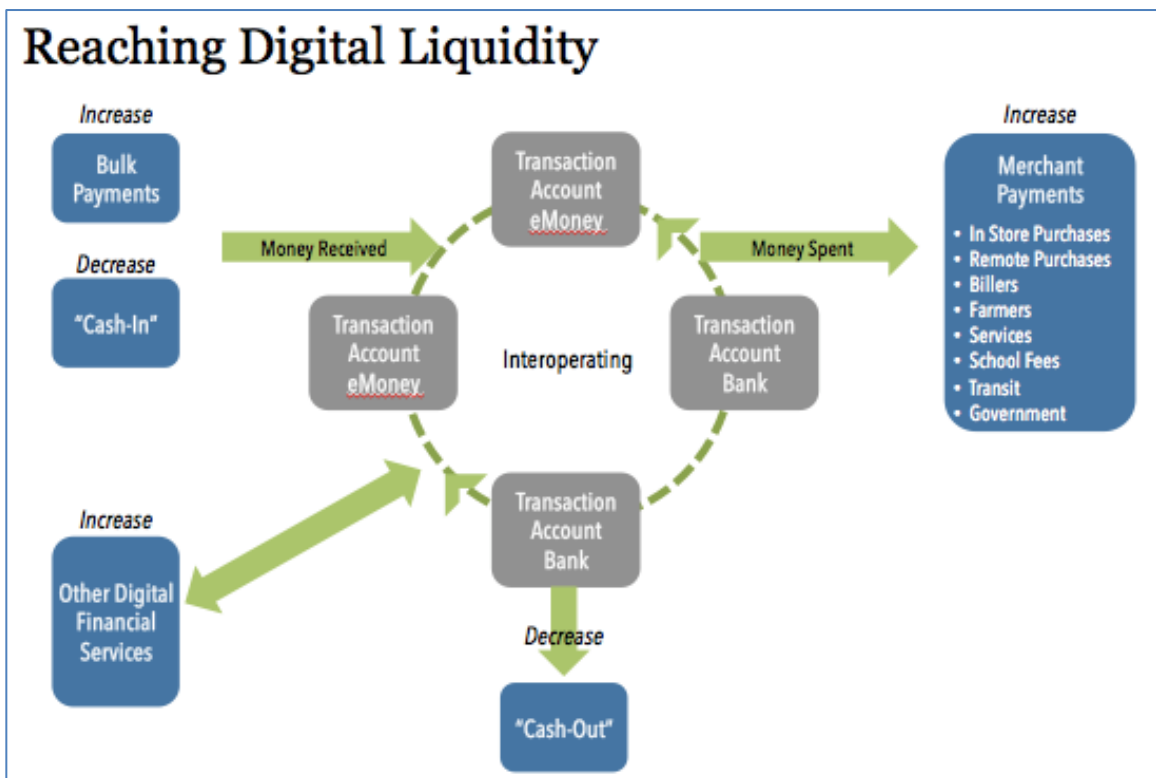 Reaching Digital Liquidity
Increase
Bulk
Payments
Decrease
“Cash-In”
Money Received
Transaction
Account
eMoney
Transaction
Account
eMoney
Interoperating
Transaction
Account
Bank
Transaction
Account
Bank
Money Spent
Increase
Merchant
Payments
• In Store Purchases
• Remote Purchases
• Billers
• Farmers
• Services
• School Fees
• Transit
• Government
Increase
Other Digital
Financial
Services
Decrease
“Cash-Out”